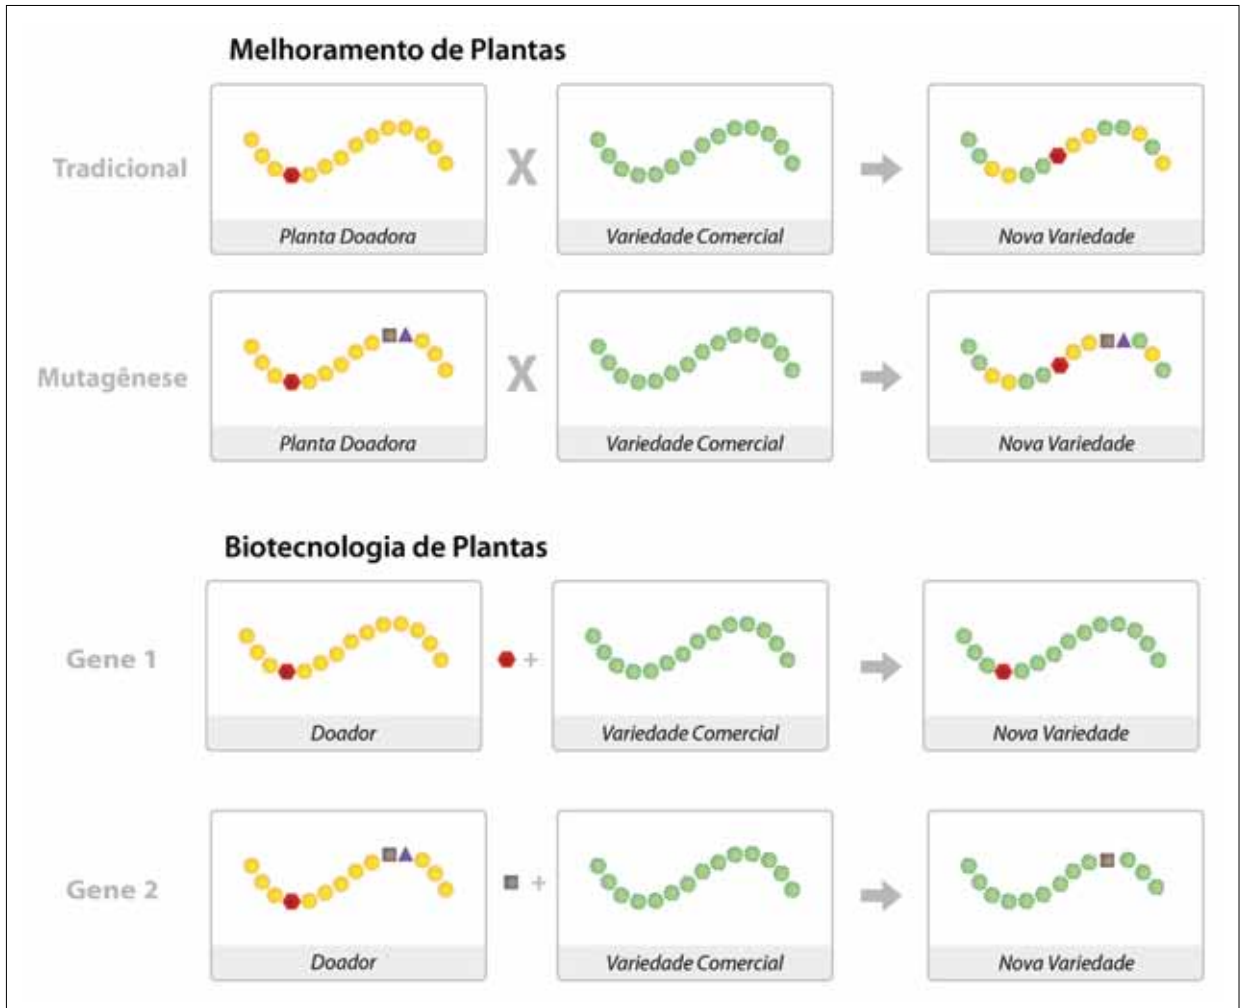 Melhoramento de Plantas
Tradicional
X
Planta Doadora
Variedade Comercial
Nova Variedade
Mutagênese
X
Planta Doadora
Variedade Comercial
Nova Variedade
Biotecnologia de Plantas
Gene 1
+
Doador
Variedade Comercial
Nova Variedade
Gene 2
+
Doador
Variedade Comercial
Nova Variedade